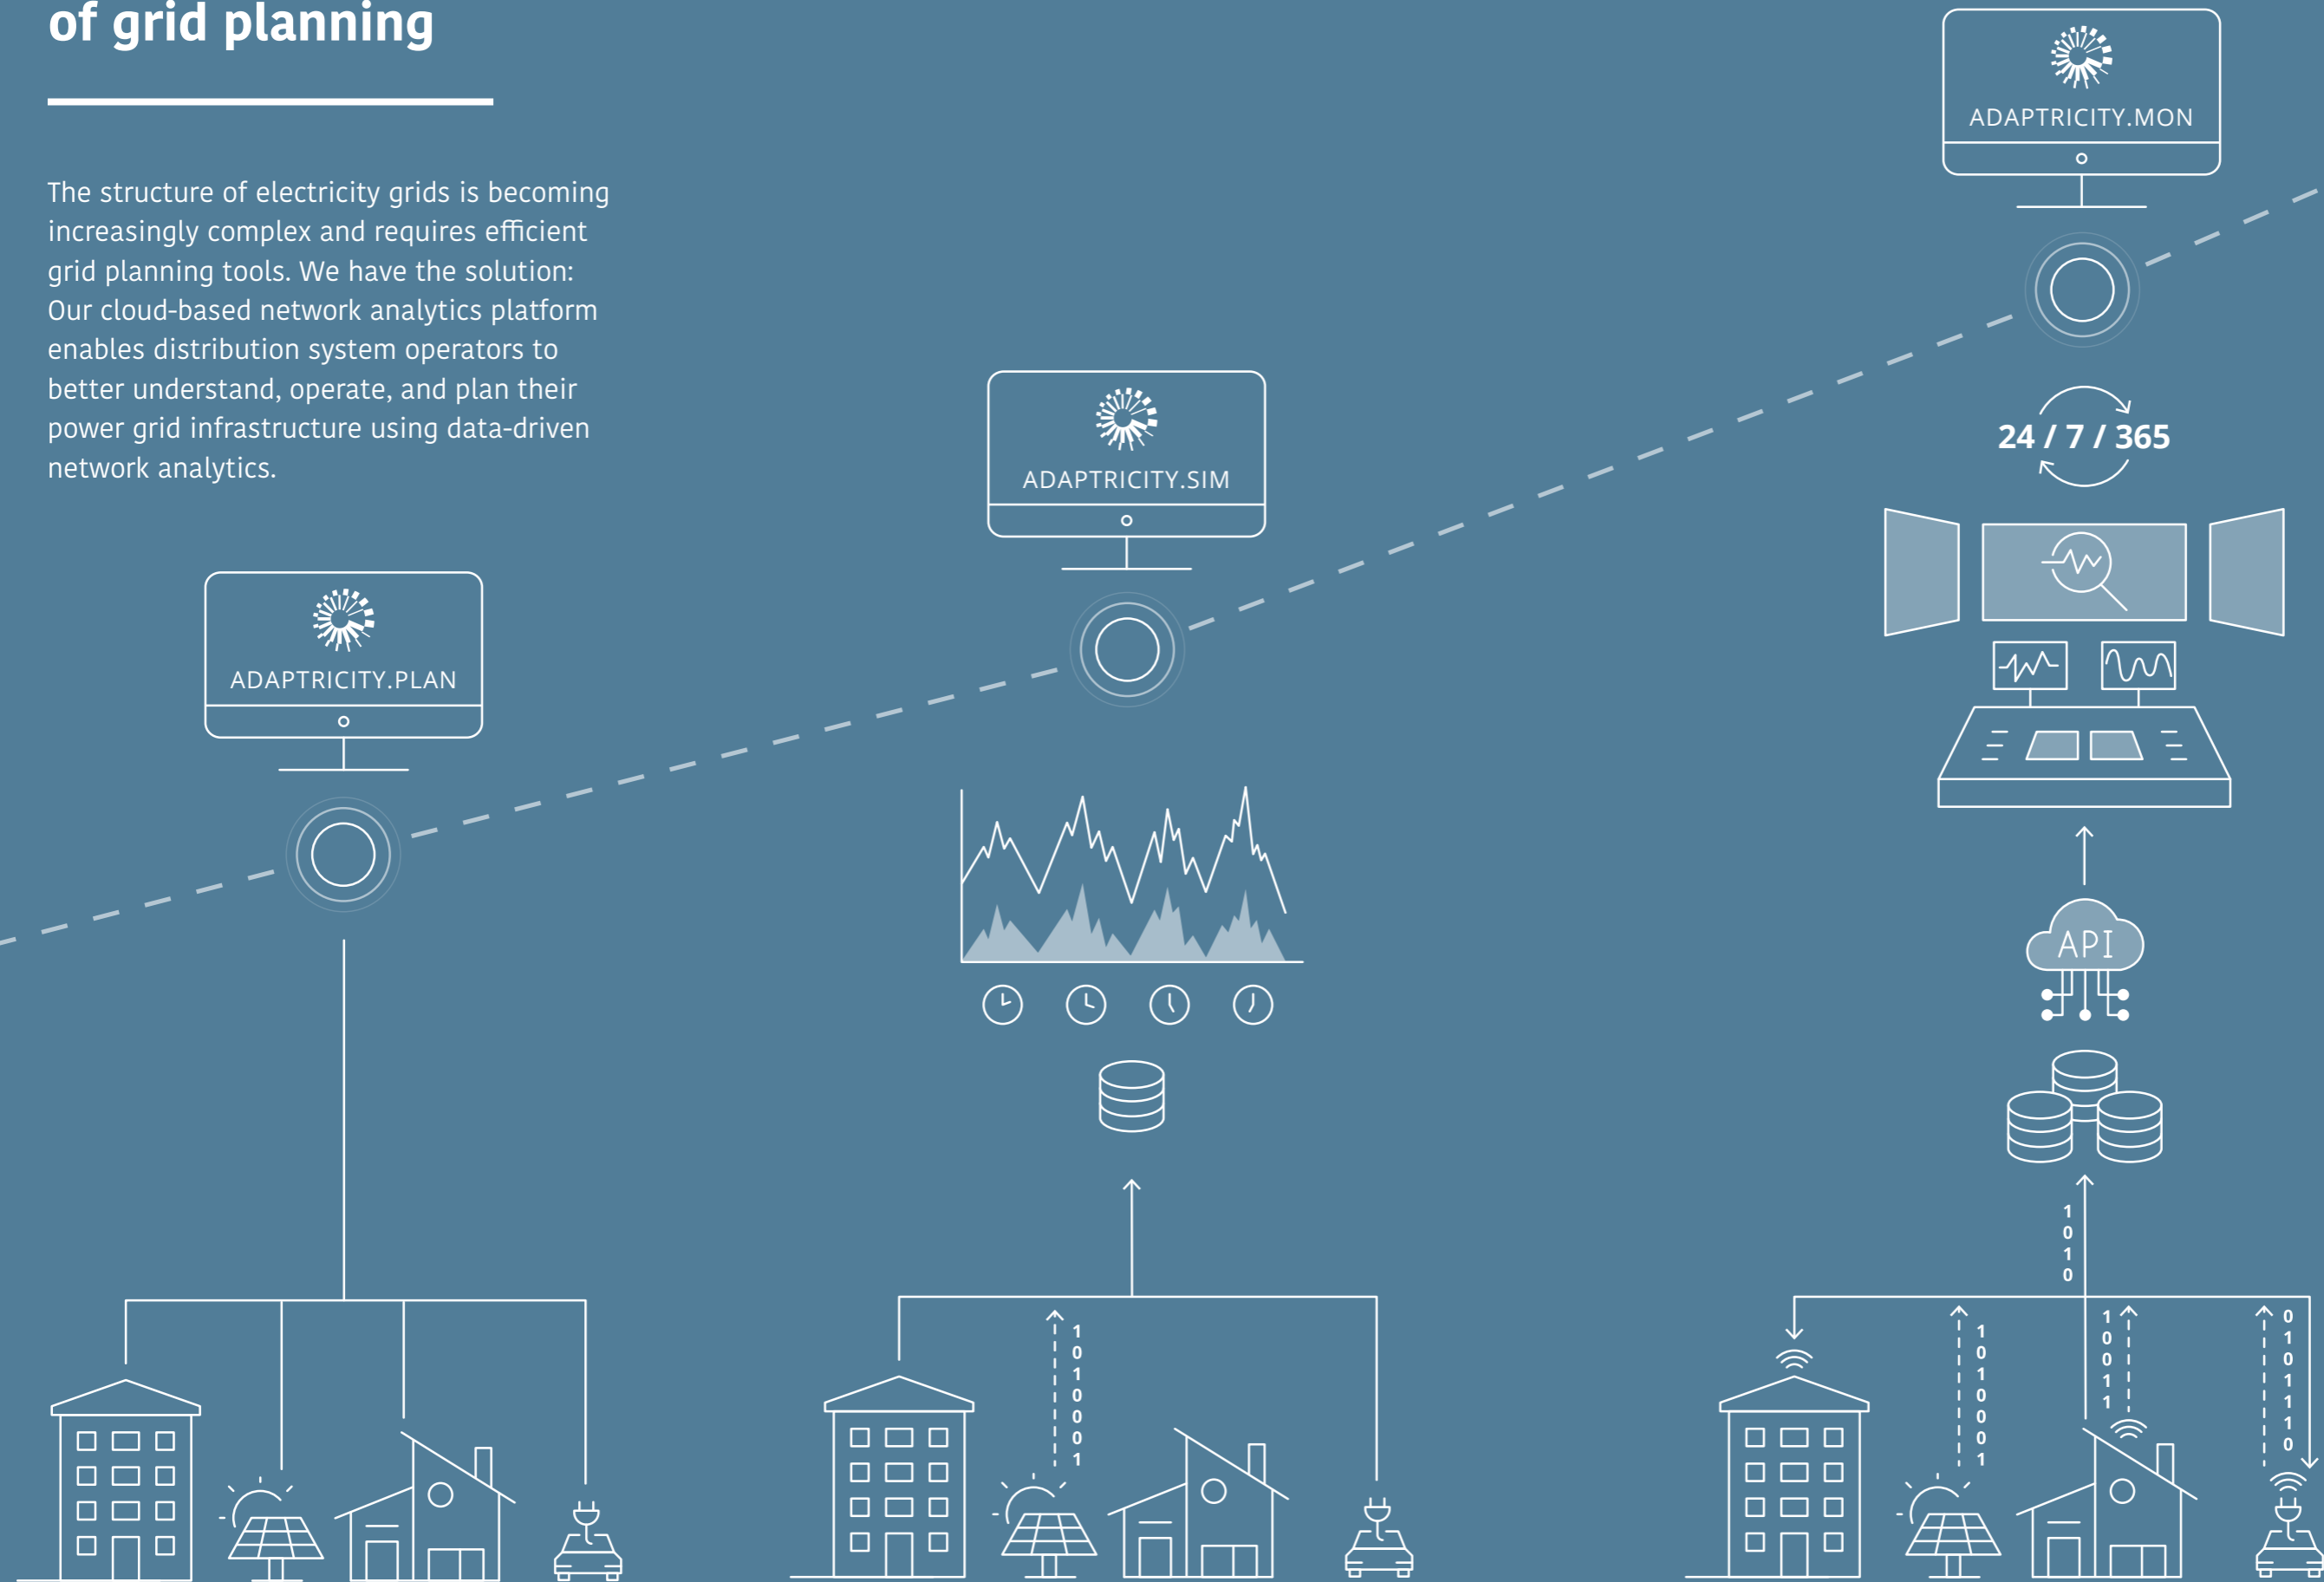 of grid planning
The structure of electricity grids is becoming
increasingly complex and requires efficient
grid planning tools. We have the solution:
Our cloud-based network analytics platform
enables distribution system operators to
better understand, operate, and plan their
power grid infrastructure using data-driven
network analytics.
ADAPTRICITY.PLAN
ADAPTRICITY.SIM
ADAPTRICITY.MON
24 / 7 / 365
API
1
0
1
0
1
0
1
0
0
0
1
1
0
1
0
0
0
1
1
0
0
1
1
0
1
0
1
1
1
0